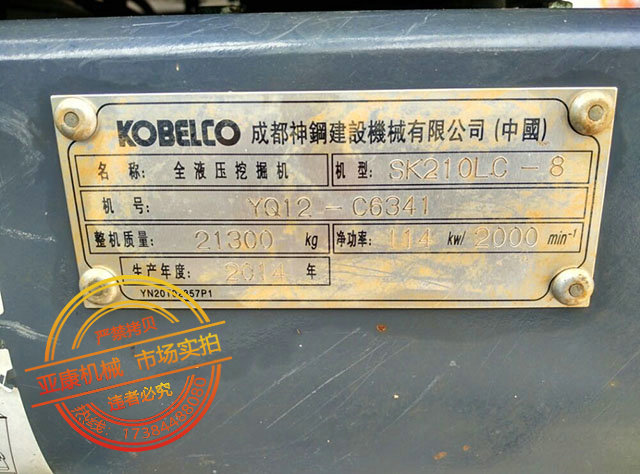 KOBELCO 成都神鋼建設機械有限公司(中國)
名称: 全液压挖掘机 机型: SK210LC-8
机号: YQ12-C6341
整机质量: 21300 kg 净功率: 114 kw/ 2000 min⁻¹
生产年度: 2014 年
严禁拷贝
亚康机械 市场实拍
违者必究
热线: 17384488080